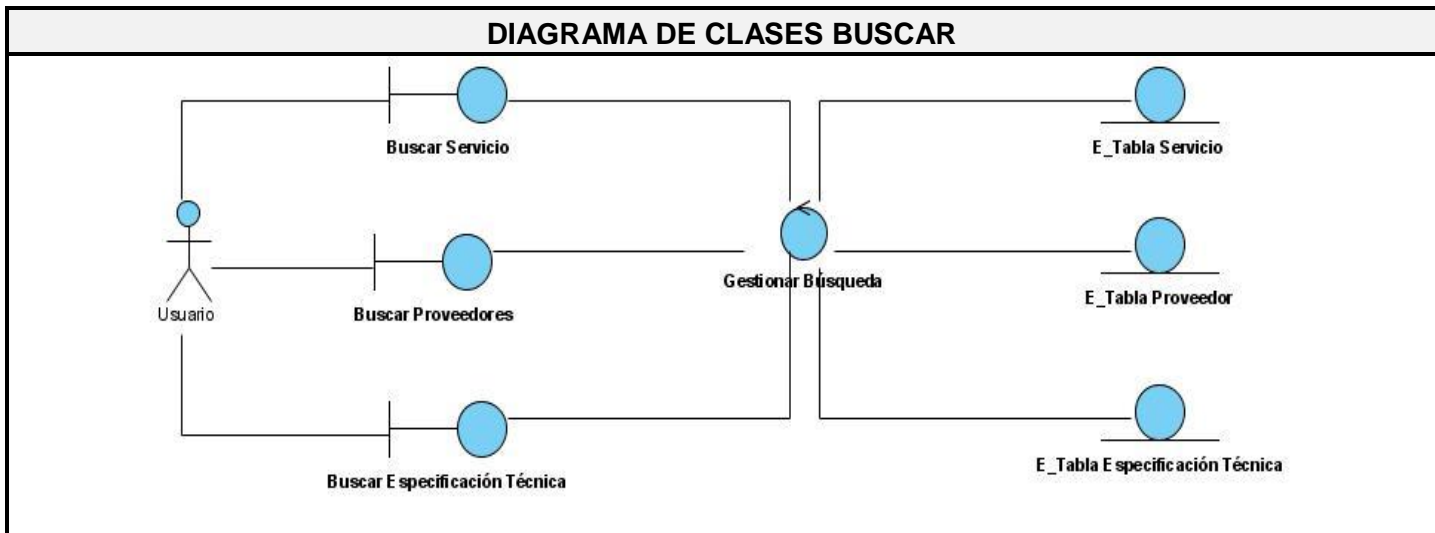 DIAGRAMA DE CLASES BUSCAR
Buscar Servicio
E_Tabla Servicio
Usuario
Buscar Proveedores
Gestionar Búsqueda
E_Tabla Proveedor
Buscar Especificación Técnica
E_Tabla Especificación Técnica